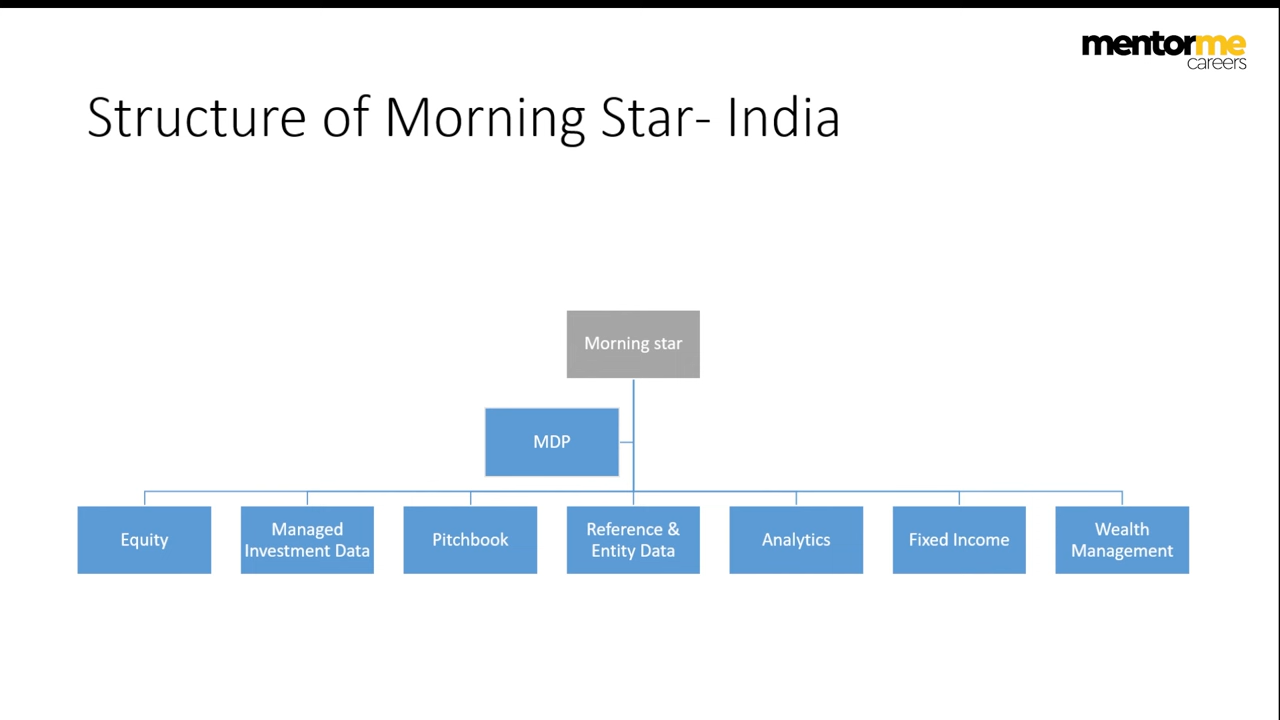 mentorme
careers
Structure of Morning Star- India
Morning star
MDP
Equity
Managed
Investment Data
Pitchbook
Reference &
Entity Data
Analytics
Fixed Income
Wealth
Management